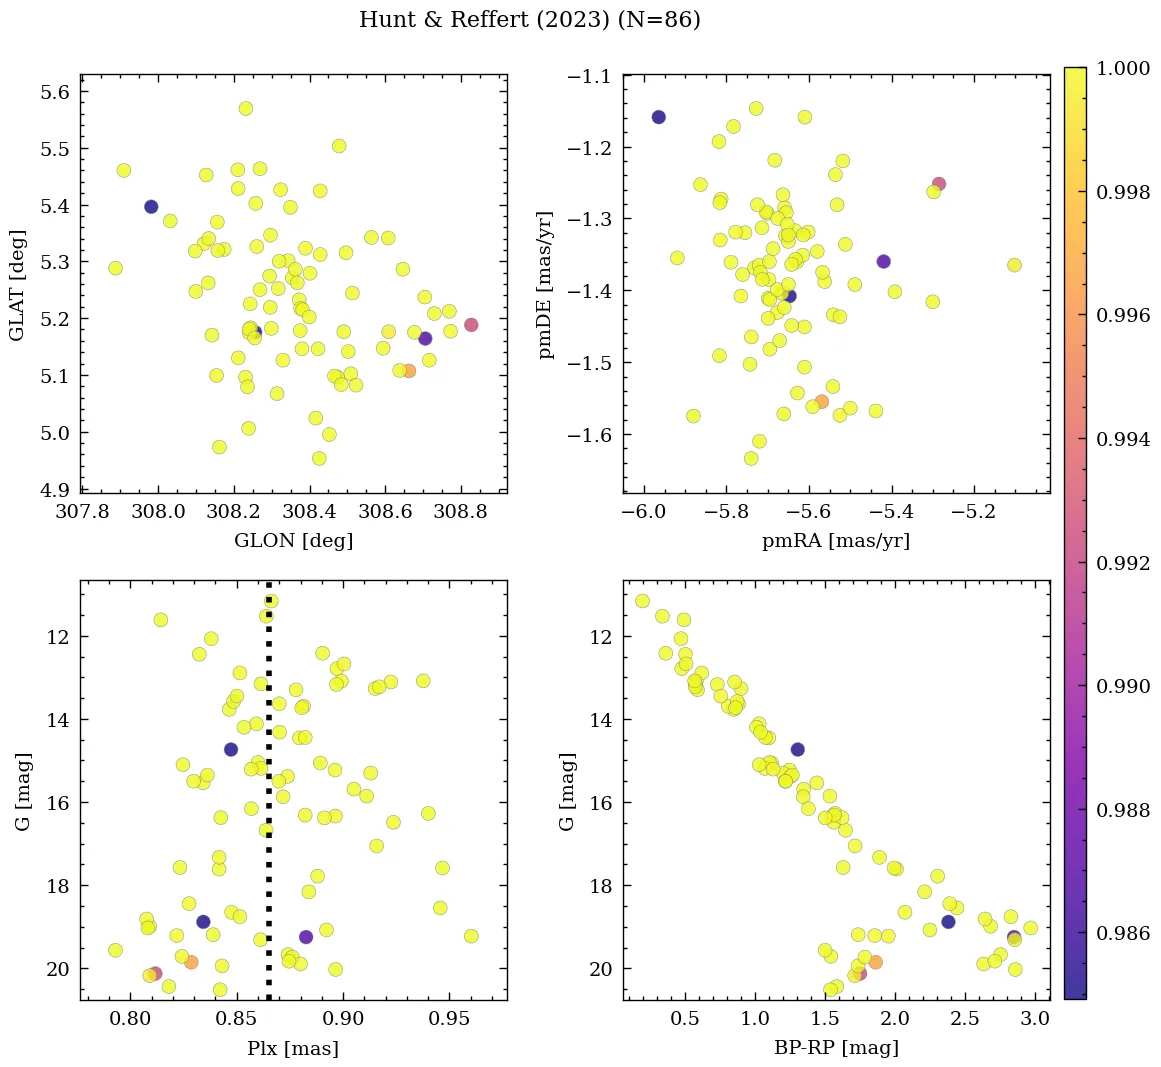 Hunt & Reffert (2023) (N=86)
5.6
5.5
5.4
5.3
5.2
5.1
5.0
4.9
GLAT [deg]
307.8 308.0 308.2 308.4 308.6 308.8
GLON [deg]
−1.1
−1.2
−1.3
−1.4
−1.5
−1.6
pmDE [mas/yr]
−6.0 −5.8 −5.6 −5.4 −5.2
pmRA [mas/yr]
12
14
16
18
20
G [mag]
0.80 0.85 0.90 0.95
Plx [mas]
12
14
16
18
20
G [mag]
0.5 1.0 1.5 2.0 2.5 3.0
BP-RP [mag]
1.000
0.998
0.996
0.994
0.992
0.990
0.988
0.986